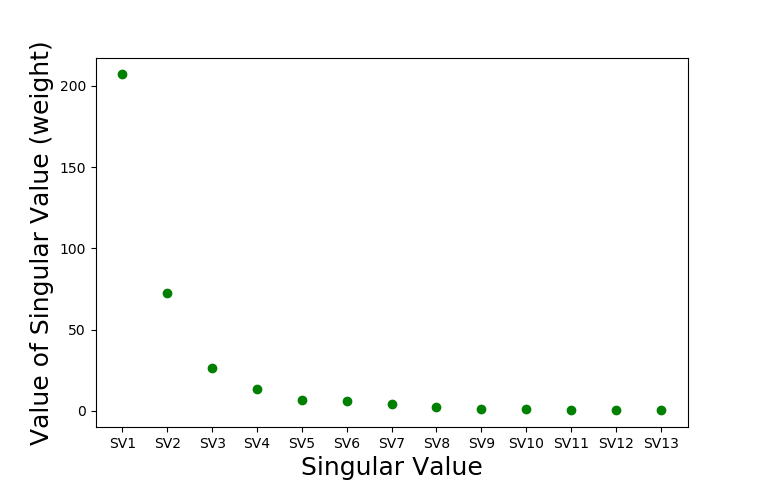 Value of Singular Value (weight)
200
150
100
50
0
SV1 SV2 SV3 SV4 SV5 SV6 SV7 SV8 SV9 SV10 SV11 SV12 SV13
Singular Value